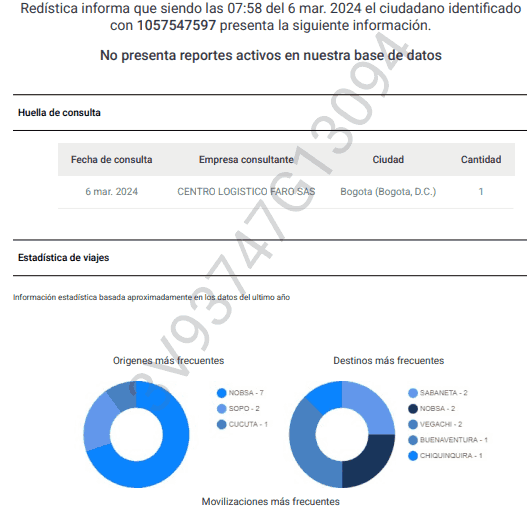 Redística informa que siendo las 07:58 del 6 mar. 2024 el ciudadano identificado
con 1057547597 presenta la siguiente información.
No presenta reportes activos en nuestra base de datos
Huella de consulta
Fecha de consulta Empresa consultante Ciudad Cantidad
6 mar. 2024 CENTRO LOGISTICO FARO SAS Bogota (Bogota, D.C.) 1
Estadística de viajes
Información estadística basada aproximadamente en los datos del ultimo año
Origenes más frecuentes
NOBSA - 7
SOPO - 2
CUCUTA - 1
Destinos más frecuentes
SABANETA - 2
NOBSA - 2
VEGACHI - 2
BUENAVENTURA - 1
CHIQUINQUIRA - 1
Movilizaciones más frecuentes